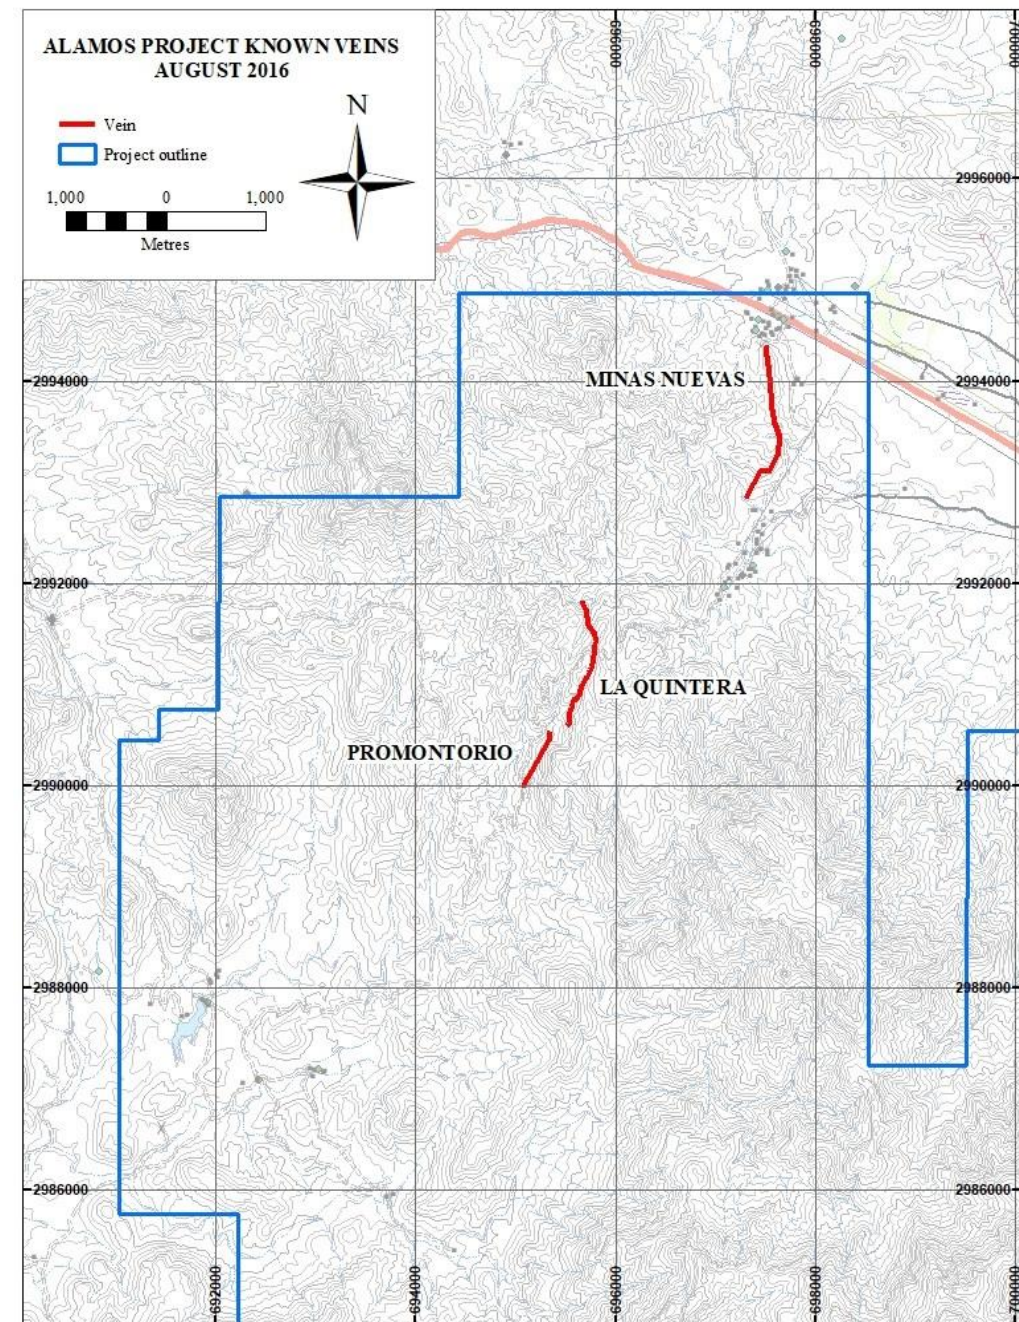 ALAMOS PROJECT KNOWN VEINS
AUGUST 2016
N
Vein
Project outline
1,000 0 1,000
Metres
696000
698000
700000
2996000
MINAS NUEVAS
2994000
2994000
2992000
2992000
LA QUINTERA
PROMONTORIO
2990000
2990000
2988000
2988000
2986000
2986000
692000
694000
696000
698000
700000